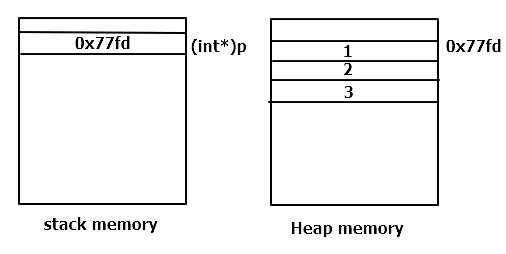 0x77fd
(int*)p
stack memory
1
2
3
0x77fd
Heap memory